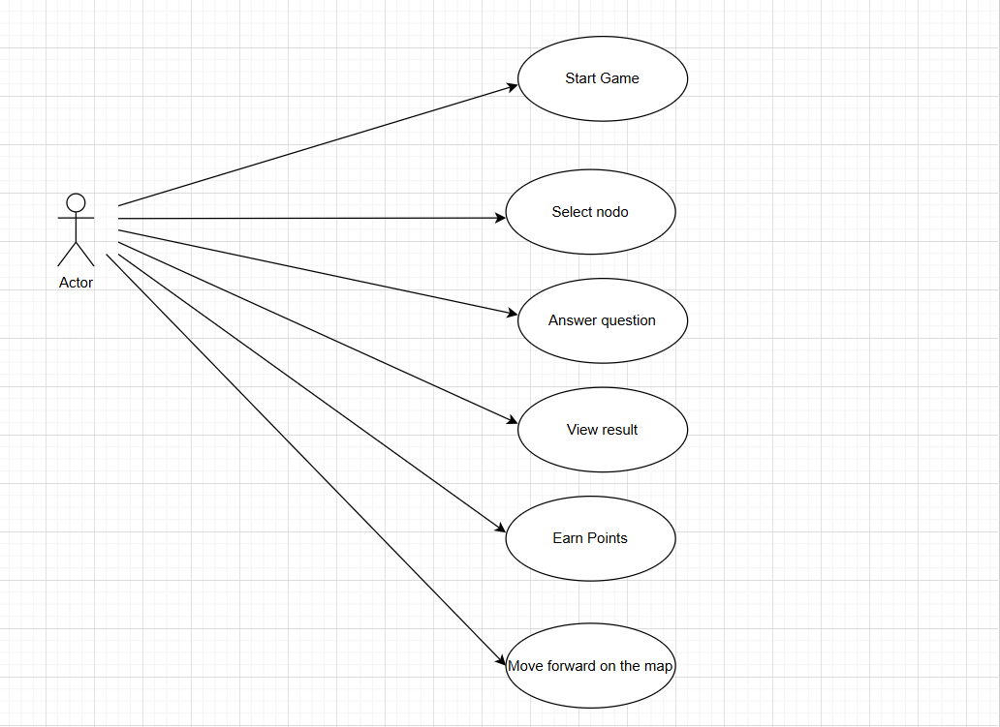 Start Game
Select nodo
Actor
Answer question
View result
Earn Points
Move forward on the map